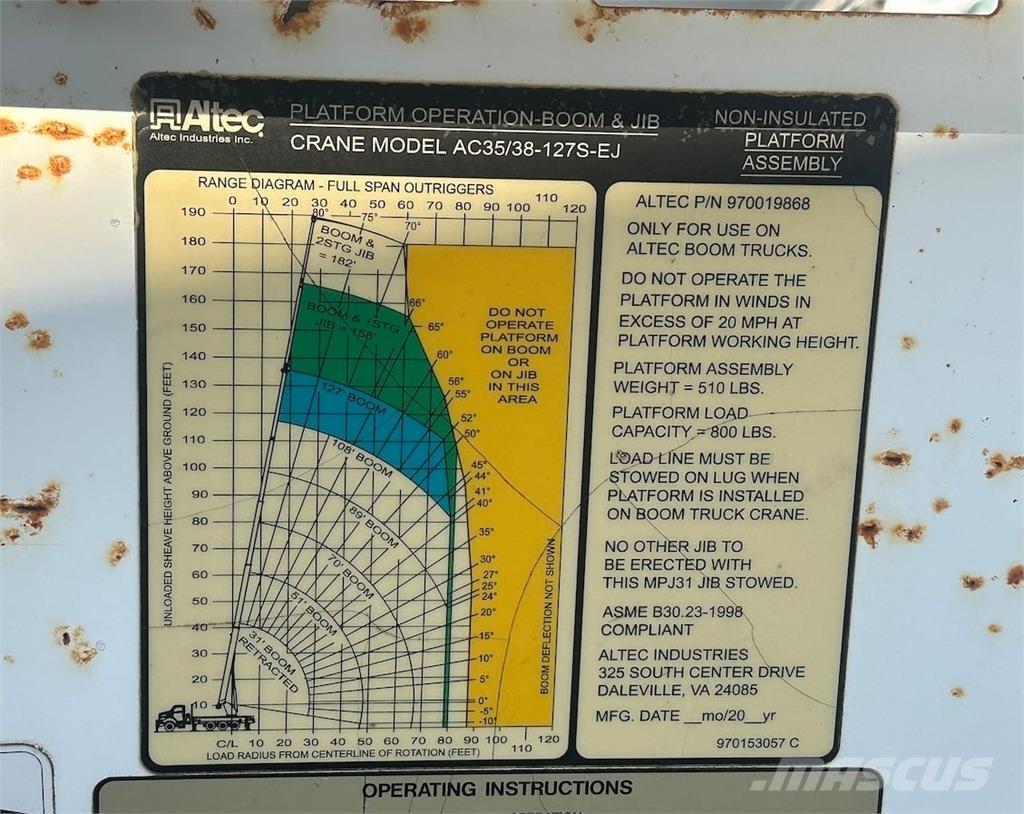 Altec
Altec Industries Inc.
PLATFORM OPERATION-BOOM & JIB
CRANE MODEL AC35/38-127S-EJ
NON-INSULATED
PLATFORM
ASSEMBLY
RANGE DIAGRAM - FULL SPAN OUTRIGGERS
0 10 20 30 40 50 60 70 80 90 100 110 120
190
180
170
160
150
140
130
120
110
100
90
80
70
60
50
40
30
20
10
UNLOADED SHEAVE HEIGHT ABOVE GROUND (FEET)
80°
75°
70°
66°
65°
60°
56°
55°
52°
50°
45°
44°
41°
40°
35°
30°
27°
25°
24°
20°
15°
10°
5°
0°
-5°
-10°
BOOM &
2STG JIB
= 182'
BOOM & 1STG
JIB = 158'
127' BOOM
108' BOOM
89' BOOM
70' BOOM
51' BOOM
31' BOOM
RETRACTED
DO NOT
OPERATE
PLATFORM
ON BOOM
OR
ON JIB
IN THIS
AREA
BOOM DEFLECTION NOT SHOWN
C/L 10 20 30 40 50 60 70 80 90 100 110 120
LOAD RADIUS FROM CENTERLINE OF ROTATION (FEET)
ALTEC P/N 970019868
ONLY FOR USE ON
ALTEC BOOM TRUCKS.
DO NOT OPERATE THE
PLATFORM IN WINDS IN
EXCESS OF 20 MPH AT
PLATFORM WORKING HEIGHT.
PLATFORM ASSEMBLY
WEIGHT = 510 LBS.
PLATFORM LOAD
CAPACITY = 800 LBS.
LOAD LINE MUST BE
STOWED ON LUG WHEN
PLATFORM IS INSTALLED
ON BOOM TRUCK CRANE.
NO OTHER JIB TO
BE ERECTED WITH
THIS MPJ31 JIB STOWED.
ASME B30.23-1998
COMPLIANT
ALTEC INDUSTRIES
325 SOUTH CENTER DRIVE
DALEVILLE, VA 24085
MFG. DATE __mo/20__yr
970153057 C
OPERATING INSTRUCTIONS
MASCUS